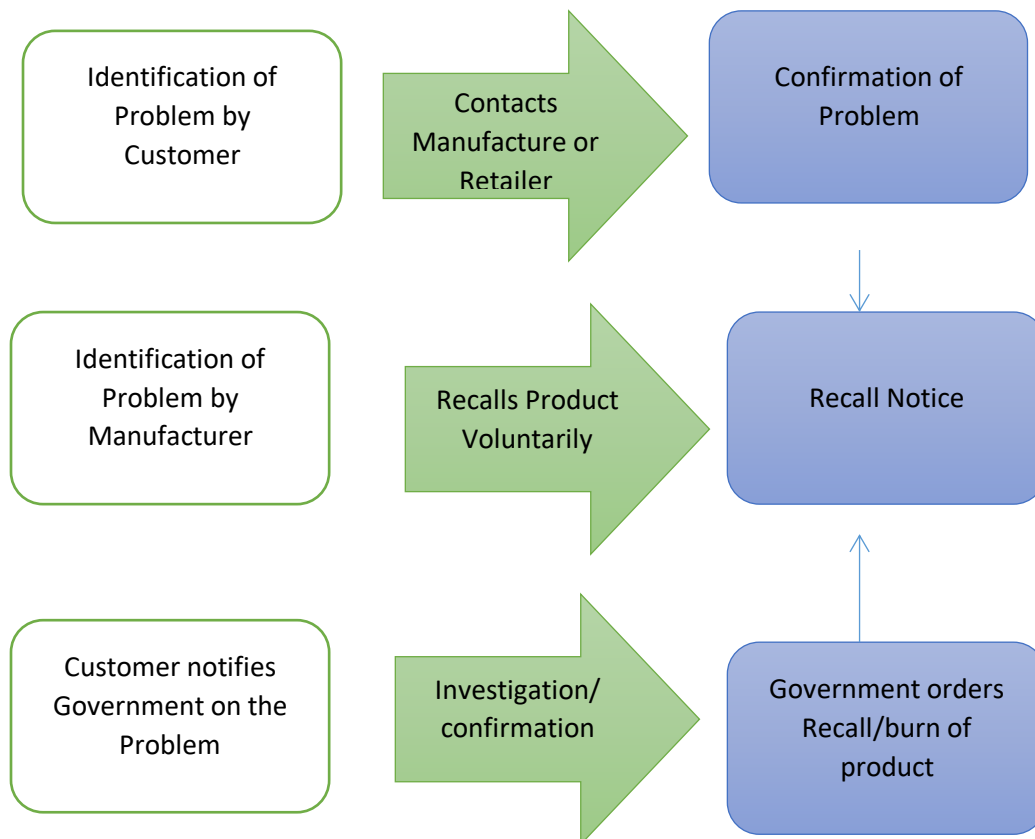 Identification of
Problem by
Customer
Contacts
Manufacture or
Retailer
Confirmation of
Problem
Identification of
Problem by
Manufacturer
Recalls Product
Voluntarily
Recall Notice
Customer notifies
Government on the
Problem
Investigation/
confirmation
Government orders
Recall/burn of
product